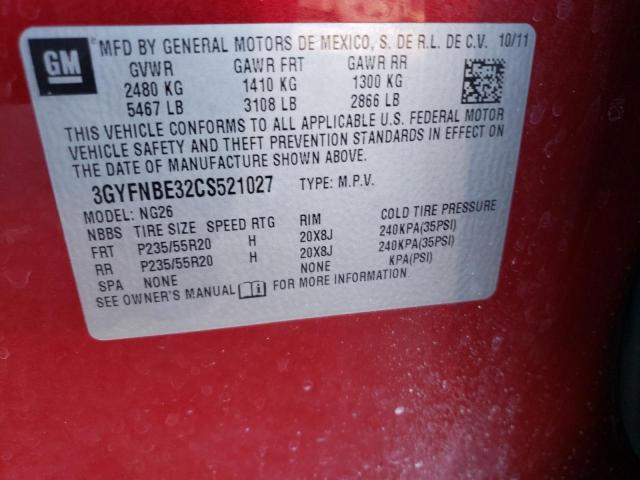 GM
MFD BY GENERAL MOTORS DE MEXICO, S. DE R.L. DE C.V. 10/11
GVWR GAWR FRT GAWR RR
2480 KG 1410 KG 1300 KG
5467 LB 3108 LB 2866 LB
THIS VEHICLE CONFORMS TO ALL APPLICABLE U.S. FEDERAL MOTOR
VEHICLE SAFETY AND THEFT PREVENTION STANDARDS IN EFFECT ON
THE DATE OF MANUFACTURE SHOWN ABOVE.
3GYFNBE32CS521027 TYPE: M.P.V.
MODEL: NG26
NBBS TIRE SIZE SPEED RTG RIM COLD TIRE PRESSURE
FRT P235/55R20 H 20X8J 240KPA(35PSI)
RR P235/55R20 H 20X8J 240KPA(35PSI)
SPA NONE NONE KPA(PSI)
SEE OWNER'S MANUAL FOR MORE INFORMATION.